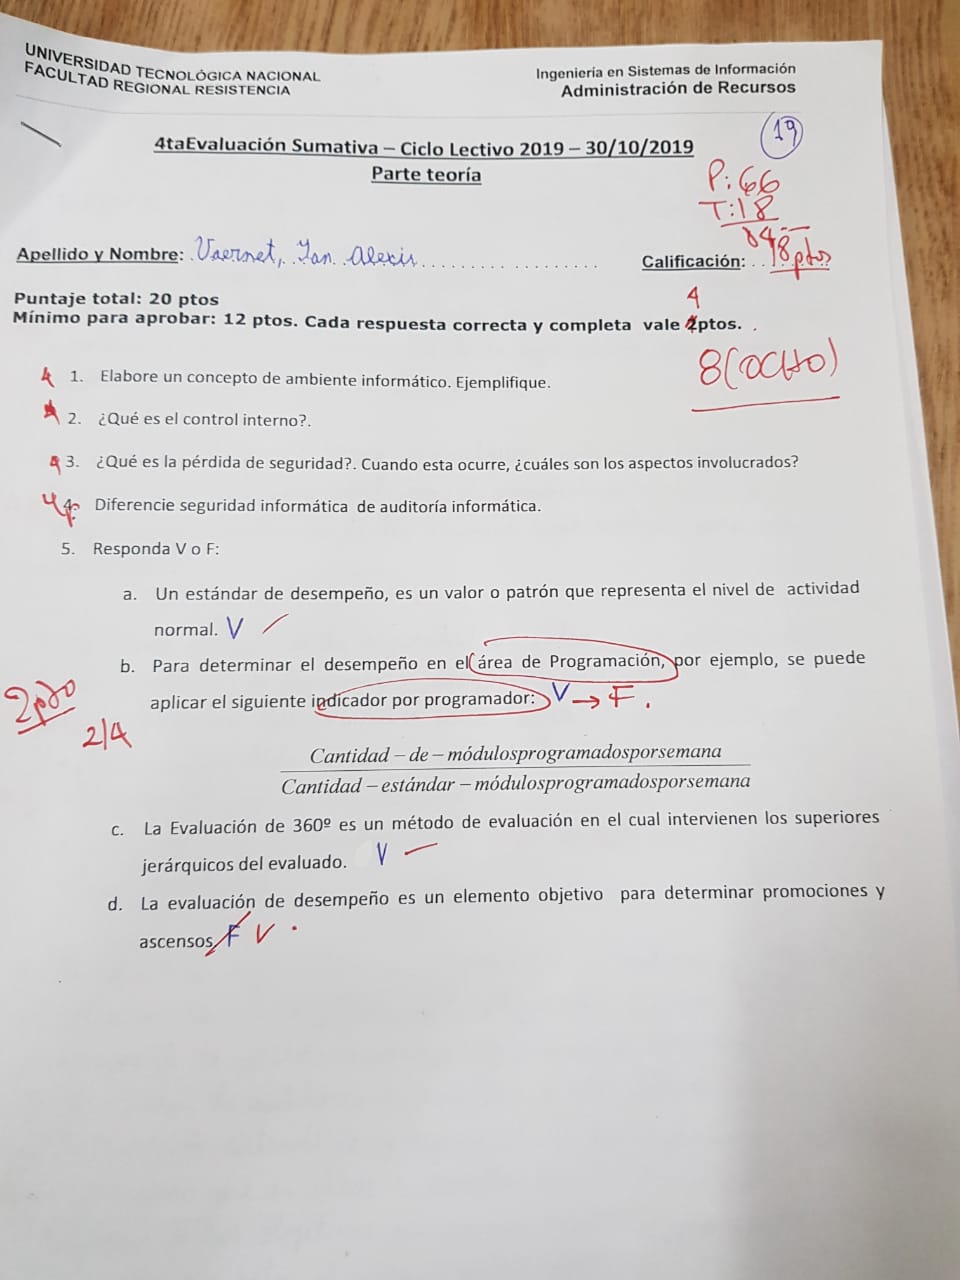 UNIVERSIDAD TECNOLÓGICA NACIONAL
FACULTAD REGIONAL RESISTENCIA
Ingeniería en Sistemas de Información
Administración de Recursos
19
4taEvaluación Sumativa – Ciclo Lectivo 2019 – 30/10/2019
Parte teoría
P: 66
T: 18
84
Apellido y Nombre: Vaernet, Jan Alexis
Calificación: 18 ptos
Puntaje total: 20 ptos
4
Mínimo para aprobar: 12 ptos. Cada respuesta correcta y completa vale 2ptos.
8(OCHO)
4 1. Elabore un concepto de ambiente informático. Ejemplifique.
4 2. ¿Qué es el control interno?.
4 3. ¿Qué es la pérdida de seguridad?. Cuando esta ocurre, ¿cuáles son los aspectos involucrados?
4 4. Diferencie seguridad informática de auditoría informática.
5. Responda V o F:
a. Un estándar de desempeño, es un valor o patrón que representa el nivel de actividad
normal. V
b. Para determinar el desempeño en el área de Programación, por ejemplo, se puede
aplicar el siguiente indicador por programador: V → F.
2pto
2/4
Cantidad – de – módulosprogramadosporsemana
Cantidad – estándar – módulosprogramadosporsemana
c. La Evaluación de 360º es un método de evaluación en el cual intervienen los superiores
jerárquicos del evaluado. V
d. La evaluación de desempeño es un elemento objetivo para determinar promociones y
ascensos. F V